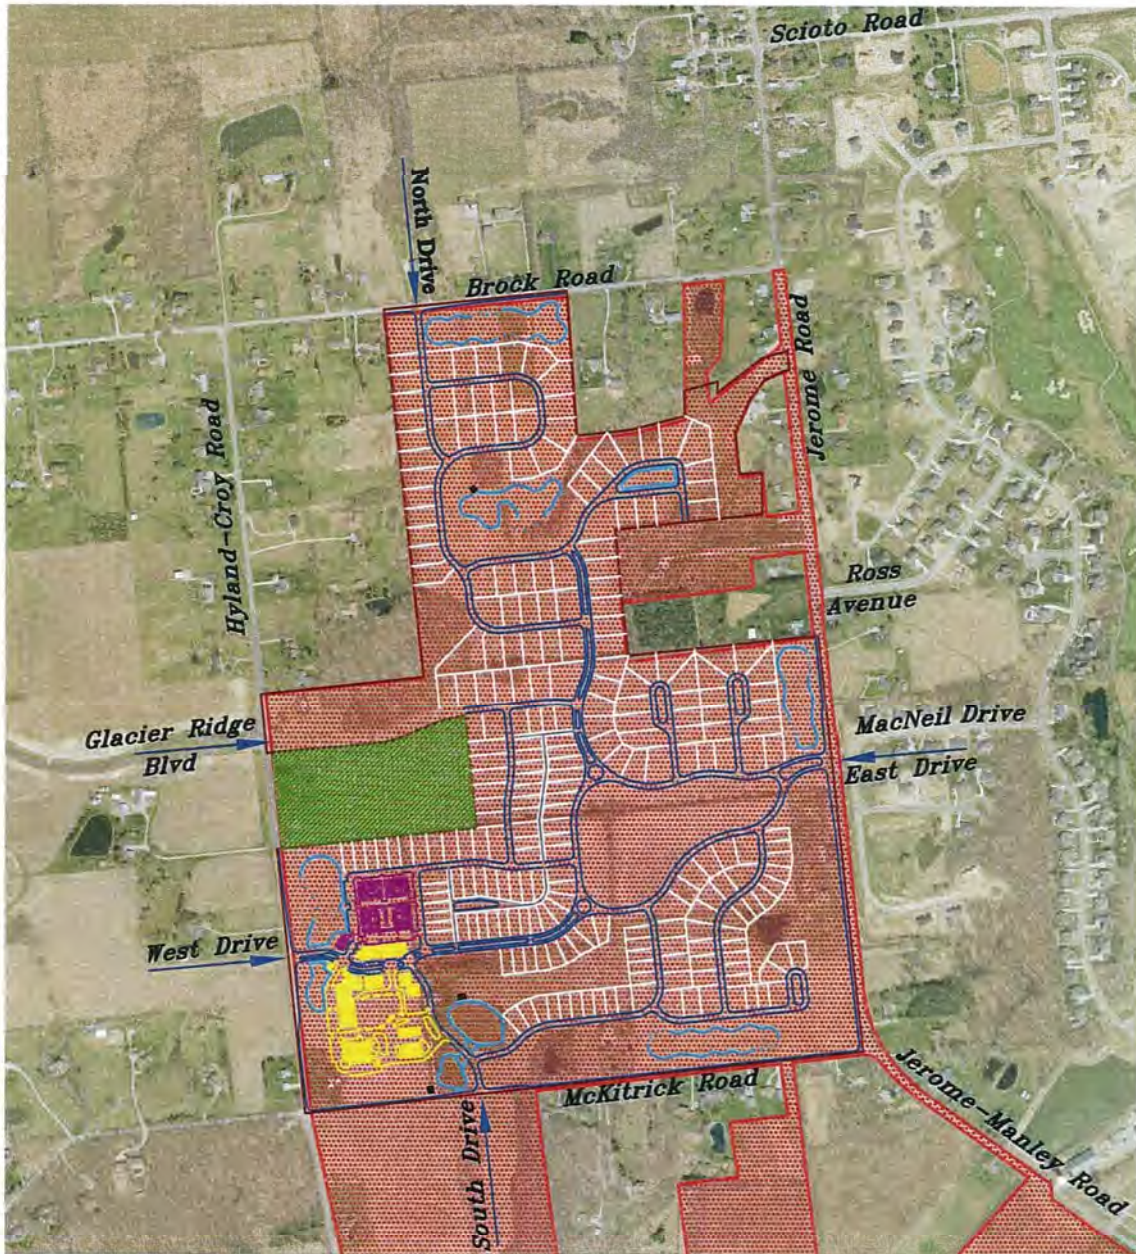 Scioto Road
North Drive
Brock Road
Jerome Road
Hyland-Croy Road
Ross
Avenue
Glacier Ridge
Blvd
MacNeil Drive
East Drive
West Drive
McKitrick Road
South Drive
Jerome-Manley Road